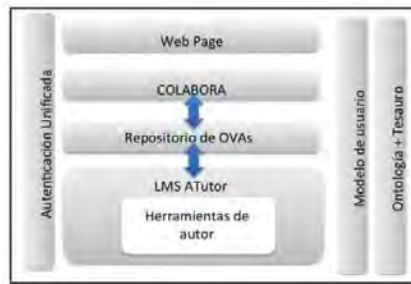 Autenticación Unificada
Web Page
COLABORA
Repositorio de OVAs
LMS ATutor
Herramientas de
autor
Modelo de usuario
Ontología + Tesauro